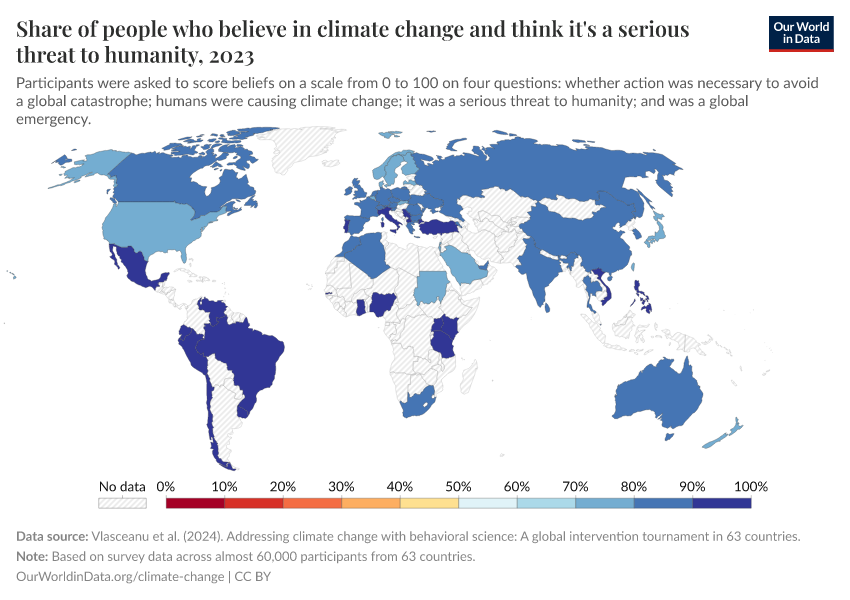 Share of people who believe in climate change and think it's a serious
threat to humanity, 2023
Our World
in Data
Participants were asked to score beliefs on a scale from 0 to 100 on four questions: whether action was necessary to avoid
a global catastrophe; humans were causing climate change; it was a serious threat to humanity; and was a global
emergency.
No data 0% 10% 20% 30% 40% 50% 60% 70% 80% 90% 100%
Data source: Vlasceanu et al. (2024). Addressing climate change with behavioral science: A global intervention tournament in 63 countries.
Note: Based on survey data across almost 60,000 participants from 63 countries.
OurWorldinData.org/climate-change | CC BY